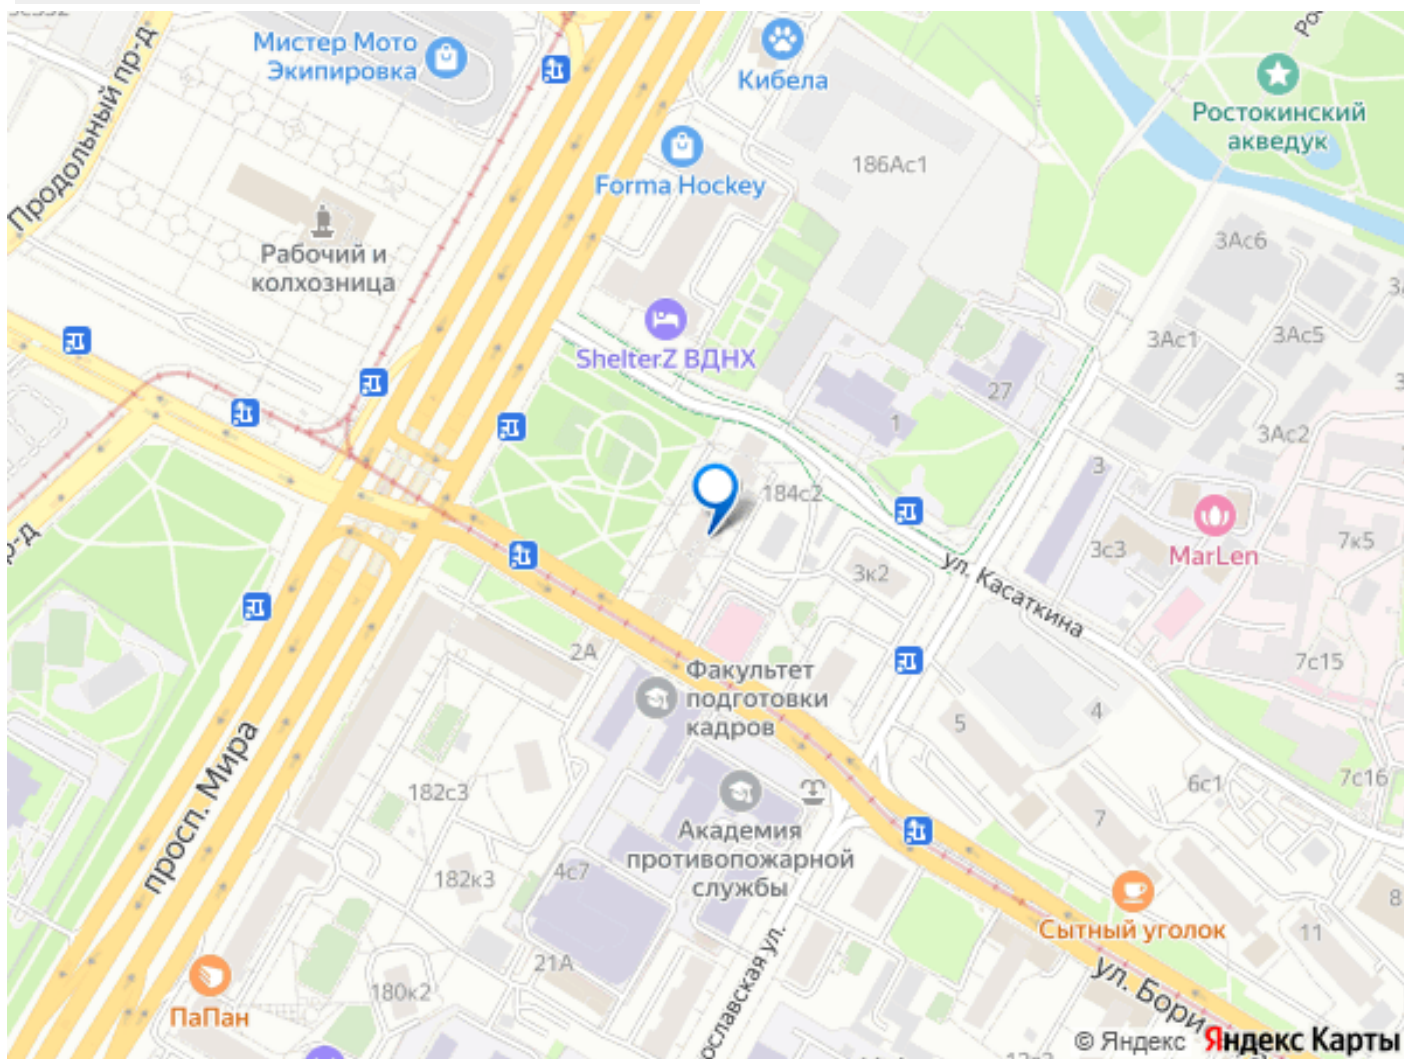 Мистер Мото
Экипировка
Кибела
Продольный пр-д
Ростокинский
акведук
186Ас1
Forma Hockey
Рабочий и
колхозница
3Ас6
ShelterZ ВДНХ
3Ас1
3Ас5
27
1
3Ас2
184с2
3
MarLen
3с3
7к5
3к2
ул. Касаткина
2А
7с15
Факультет
подготовки
кадров
5
4
просп. Мира
182с3
6с1
7с16
7
Академия
противопожарной
службы
4с7
182к3
8
Сытный уголок
11
21А
180к2
ул. Бори
ославская ул.
ПаПан
© Яндекс Яндекс Карты